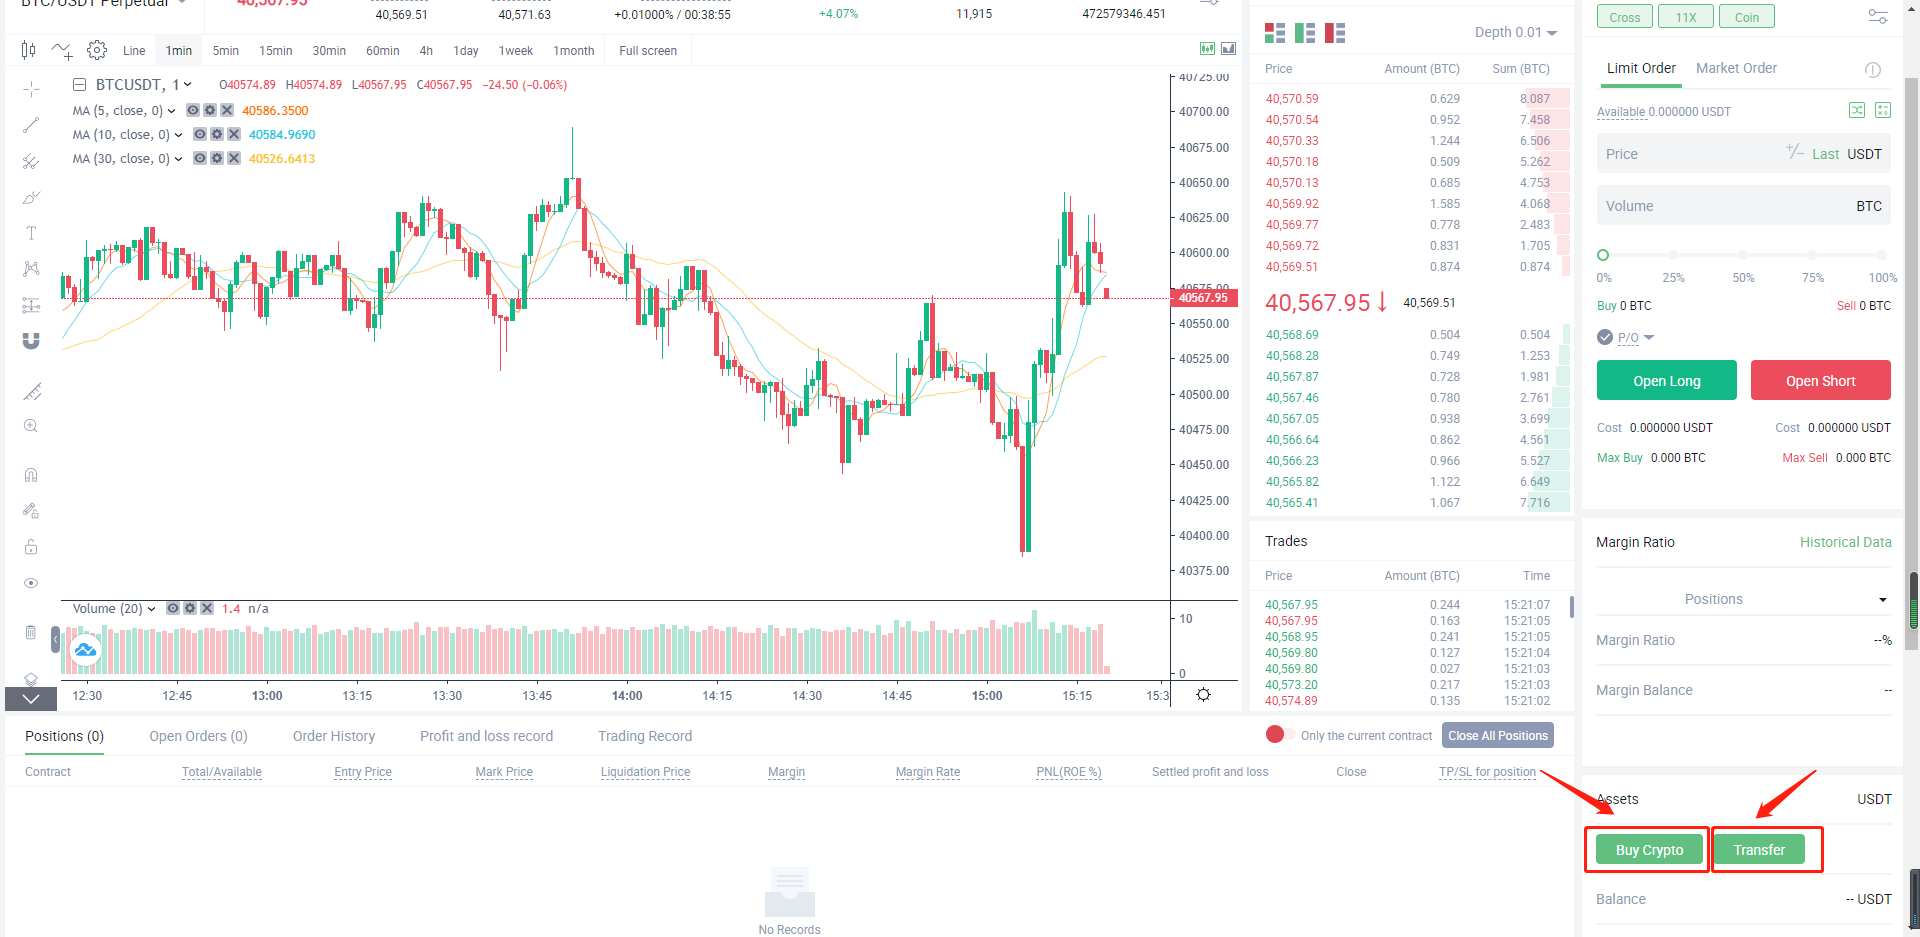 BTC/USDT Perpetual 40,567.95
40,569.51 40,571.63 +0.01000% / 00:38:55 +4.07% 11,915 472579346.451
Line 1min 5min 15min 30min 60min 4h 1day 1week 1month Full screen
BTCUSDT, 1 O40574.89 H40574.89 L40567.95 C40567.95 −24.50 (−0.06%)
MA (5, close, 0) 40586.3500
MA (10, close, 0) 40584.9690
MA (30, close, 0) 40526.6413
40725.00
40700.00
40675.00
40650.00
40625.00
40600.00
40575.00
40567.95
40550.00
40525.00
40500.00
40475.00
40450.00
40425.00
40400.00
40375.00
Volume (20) 1.4 n/a
10
0
12:30 12:45 13:00 13:15 13:30 13:45 14:00 14:15 14:30 14:45 15:00 15:15 15:3
Depth 0.01
Price Amount (BTC) Sum (BTC)
40,570.59 0.629 8.087
40,570.54 0.952 7.458
40,570.33 1.244 6.506
40,570.18 0.509 5.262
40,570.13 0.685 4.753
40,569.92 1.585 4.068
40,569.77 0.778 2.483
40,569.72 0.831 1.705
40,569.51 0.874 0.874
40,567.95↓ 40,569.51
40,568.69 0.504 0.504
40,568.28 0.749 1.253
40,567.87 0.728 1.981
40,567.46 0.780 2.761
40,567.05 0.938 3.699
40,566.64 0.862 4.561
40,566.23 0.966 5.527
40,565.82 1.122 6.649
40,565.41 1.067 7.716
Trades
Price Amount (BTC) Time
40,567.95 0.244 15:21:07
40,567.95 0.163 15:21:05
40,568.95 0.241 15:21:05
40,569.80 0.127 15:21:04
40,569.80 0.027 15:21:03
40,573.20 0.217 15:21:03
40,574.89 0.135 15:21:02
Cross 11X Coin
Limit Order Market Order
Available 0.000000 USDT
Price +/- Last USDT
Volume BTC
0% 25% 50% 75% 100%
Buy 0 BTC Sell 0 BTC
P/O
Open Long Open Short
Cost 0.000000 USDT Cost 0.000000 USDT
Max Buy 0.000 BTC Max Sell 0.000 BTC
Margin Ratio Historical Data
Positions
Margin Ratio --%
Margin Balance --
Assets USDT
Buy Crypto Transfer
Balance -- USDT
Positions (0) Open Orders (0) Order History Profit and loss record Trading Record Only the current contract Close All Positions
Contract Total/Available Entry Price Mark Price Liquidation Price Margin Margin Rate PNL(ROE %) Settled profit and loss Close TP/SL for position
No Records